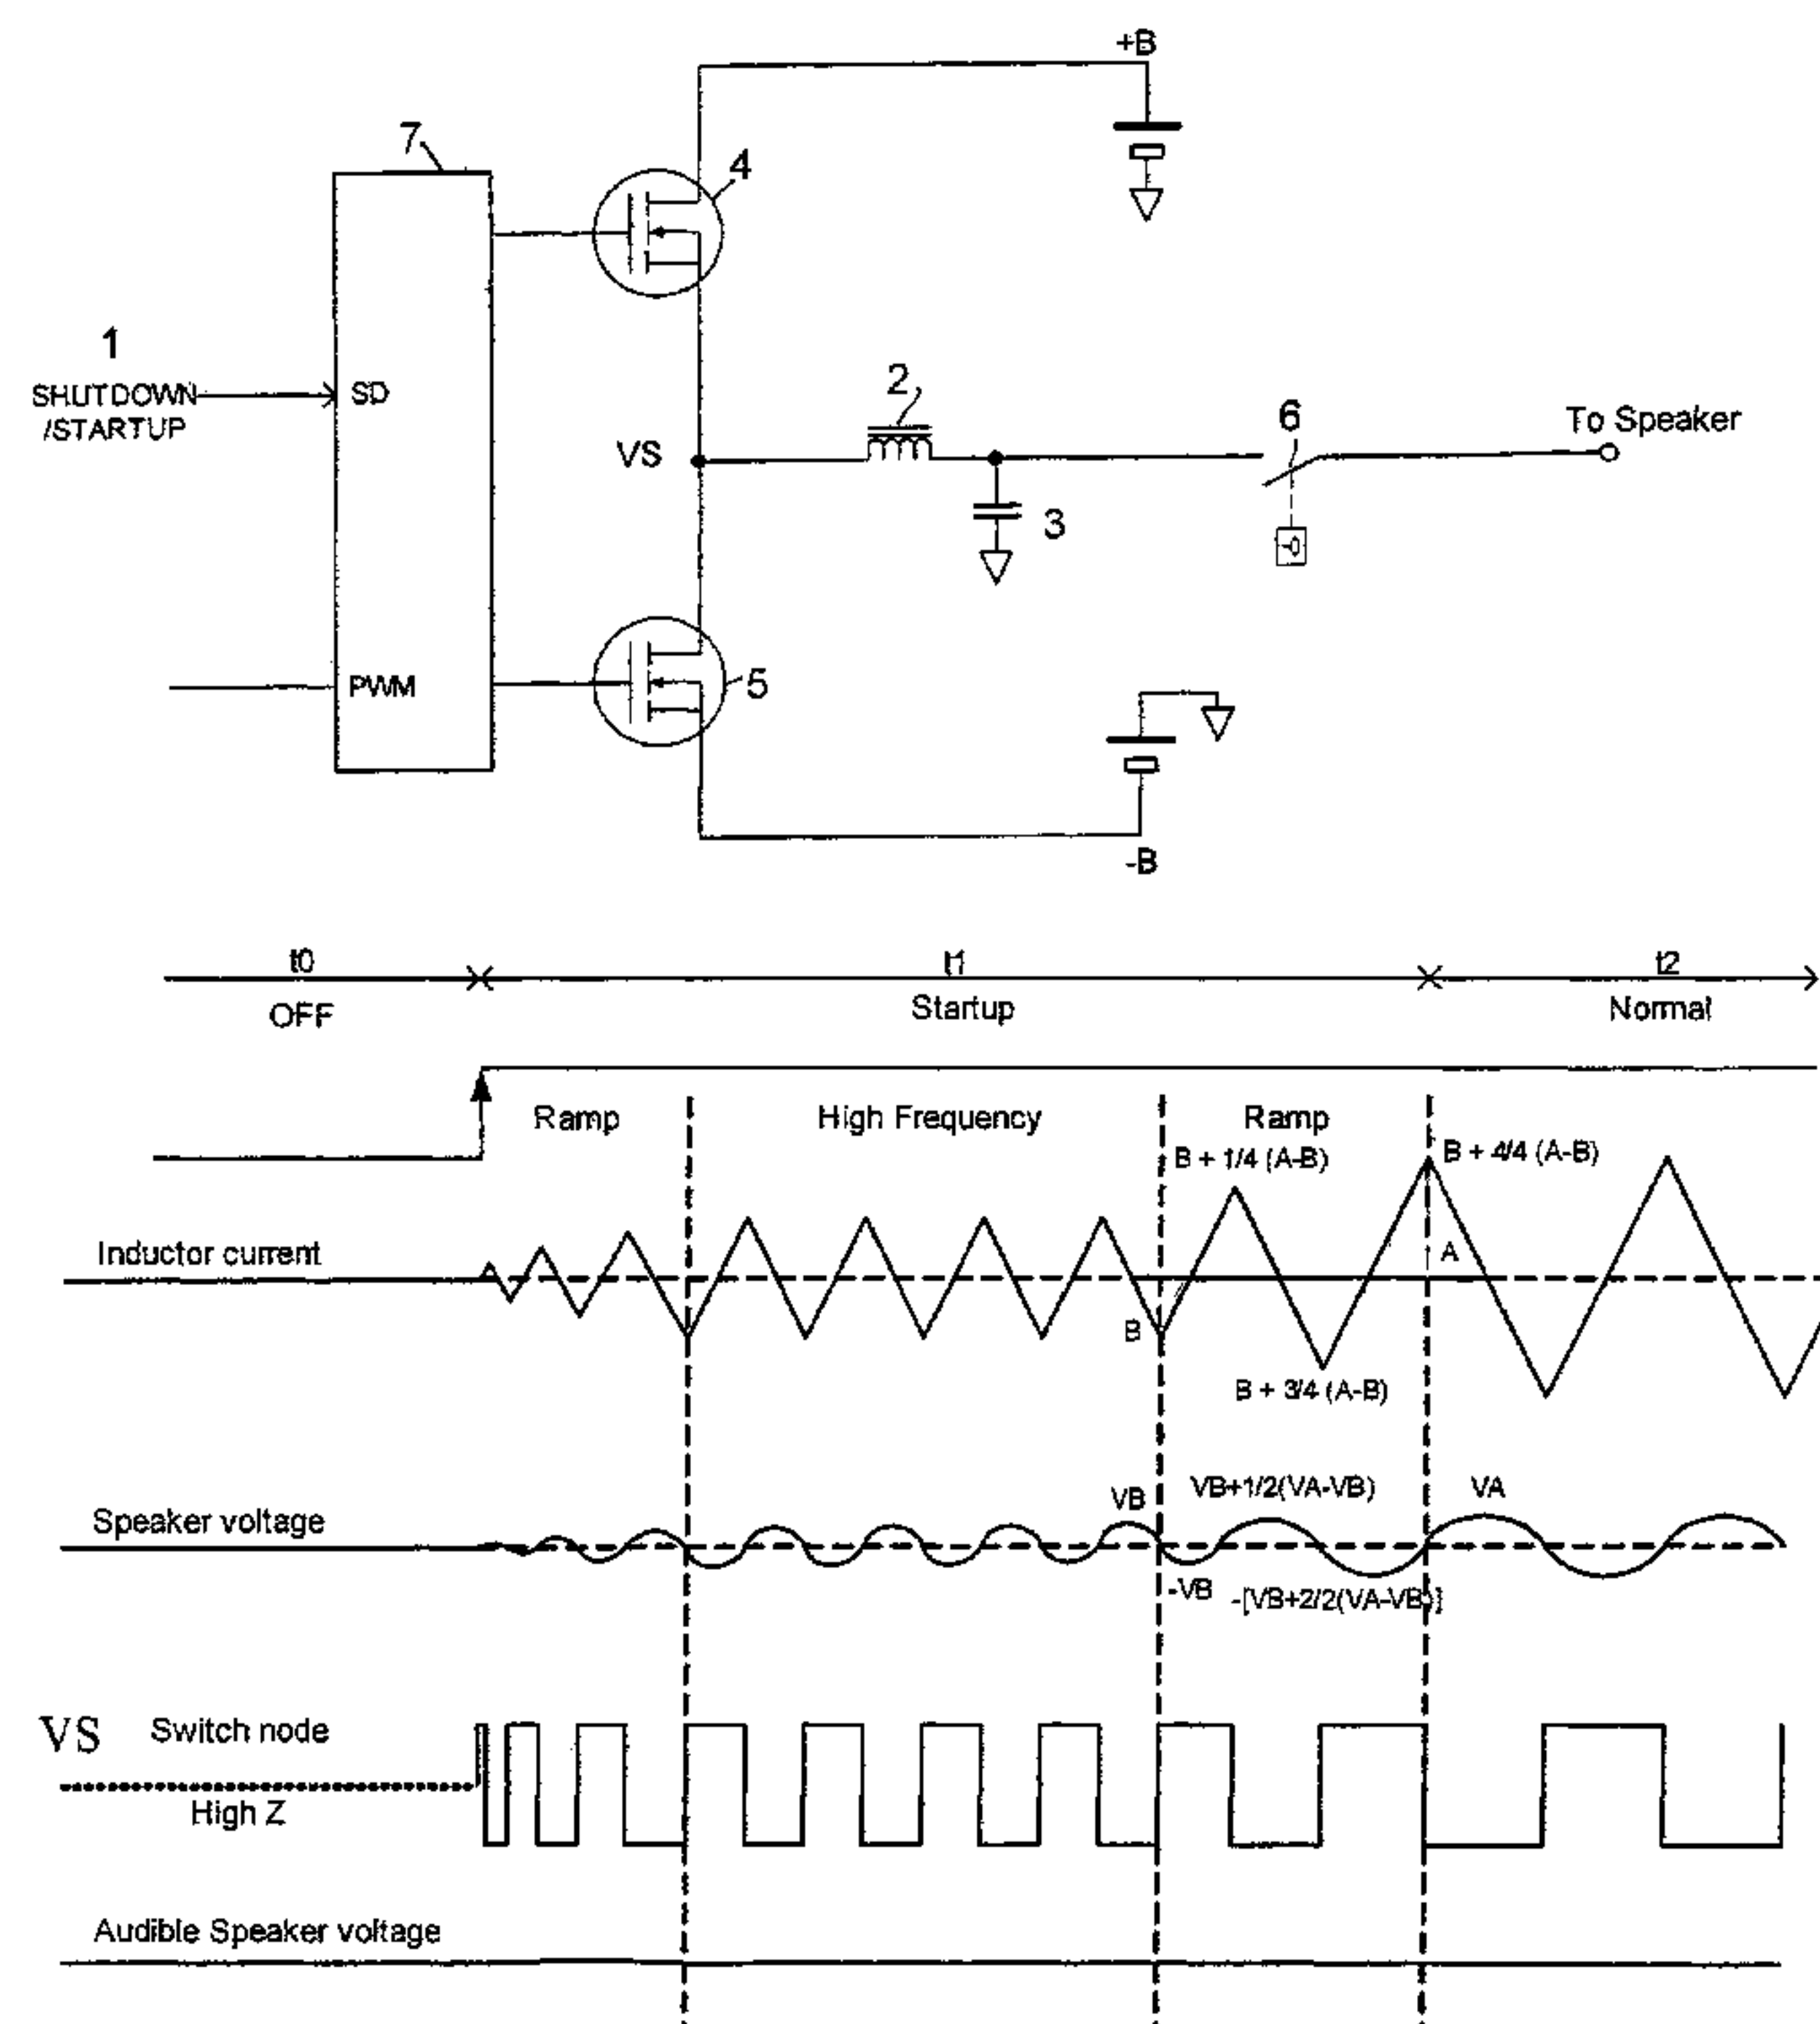 +B
7
4
1
SHUTDOWN
/STARTUP
SD
2
6
To Speaker
VS
3
PWM
5
-B
t0
t1
t2
OFF
Startup
Normal
Ramp
High Frequency
Ramp
B + 1/4 (A-B)
B + 4/4 (A-B)
Inductor current
A
B
B + 3/4 (A-B)
VB
VB+1/2(VA-VB)
VA
Speaker voltage
-VB
-[VB+2/2(VA-VB)]
VS
Switch node
High Z
Audible Speaker voltage